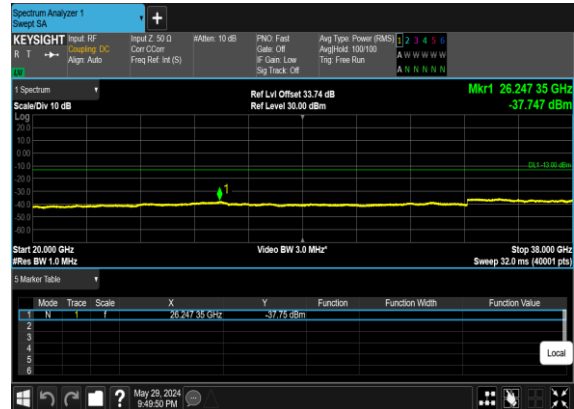 Spectrum Analyzer 1
Swept SA
+
KEYSIGHT Input: RF Input Z: 50 Ω #Atten: 10 dB PNO: Fast Avg Type: Power (RMS) 1 2 3 4 5 6
R T Coupling: DC Corr CCorr Gate: Off Avg|Hold: 100/100 A W W W W W
Align: Auto Freq Ref: Int (S) IF Gain: Low Trig: Free Run
Sig Track: Off A N N N N N
LW
1 Spectrum Ref Lvl Offset 33.74 dB Mkr1 26.247 35 GHz
Scale/Div 10 dB Ref Level 30.00 dBm -37.747 dBm
Log
20.0
10.0
0.00
-10.0
DL1 -13.00 dBm
-20.0
-30.0
1
-40.0
-50.0
-60.0
Start 20.000 GHz Video BW 3.0 MHz* Stop 38.000 GHz
#Res BW 1.0 MHz Sweep 32.0 ms (40001 pts)
5 Marker Table
Mode Trace Scale X Y Function Function Width Function Value
1 N 1 f 26.247 35 GHz -37.75 dBm
2
3
4
5
6
Local
? May 29, 2024
9:49:50 PM